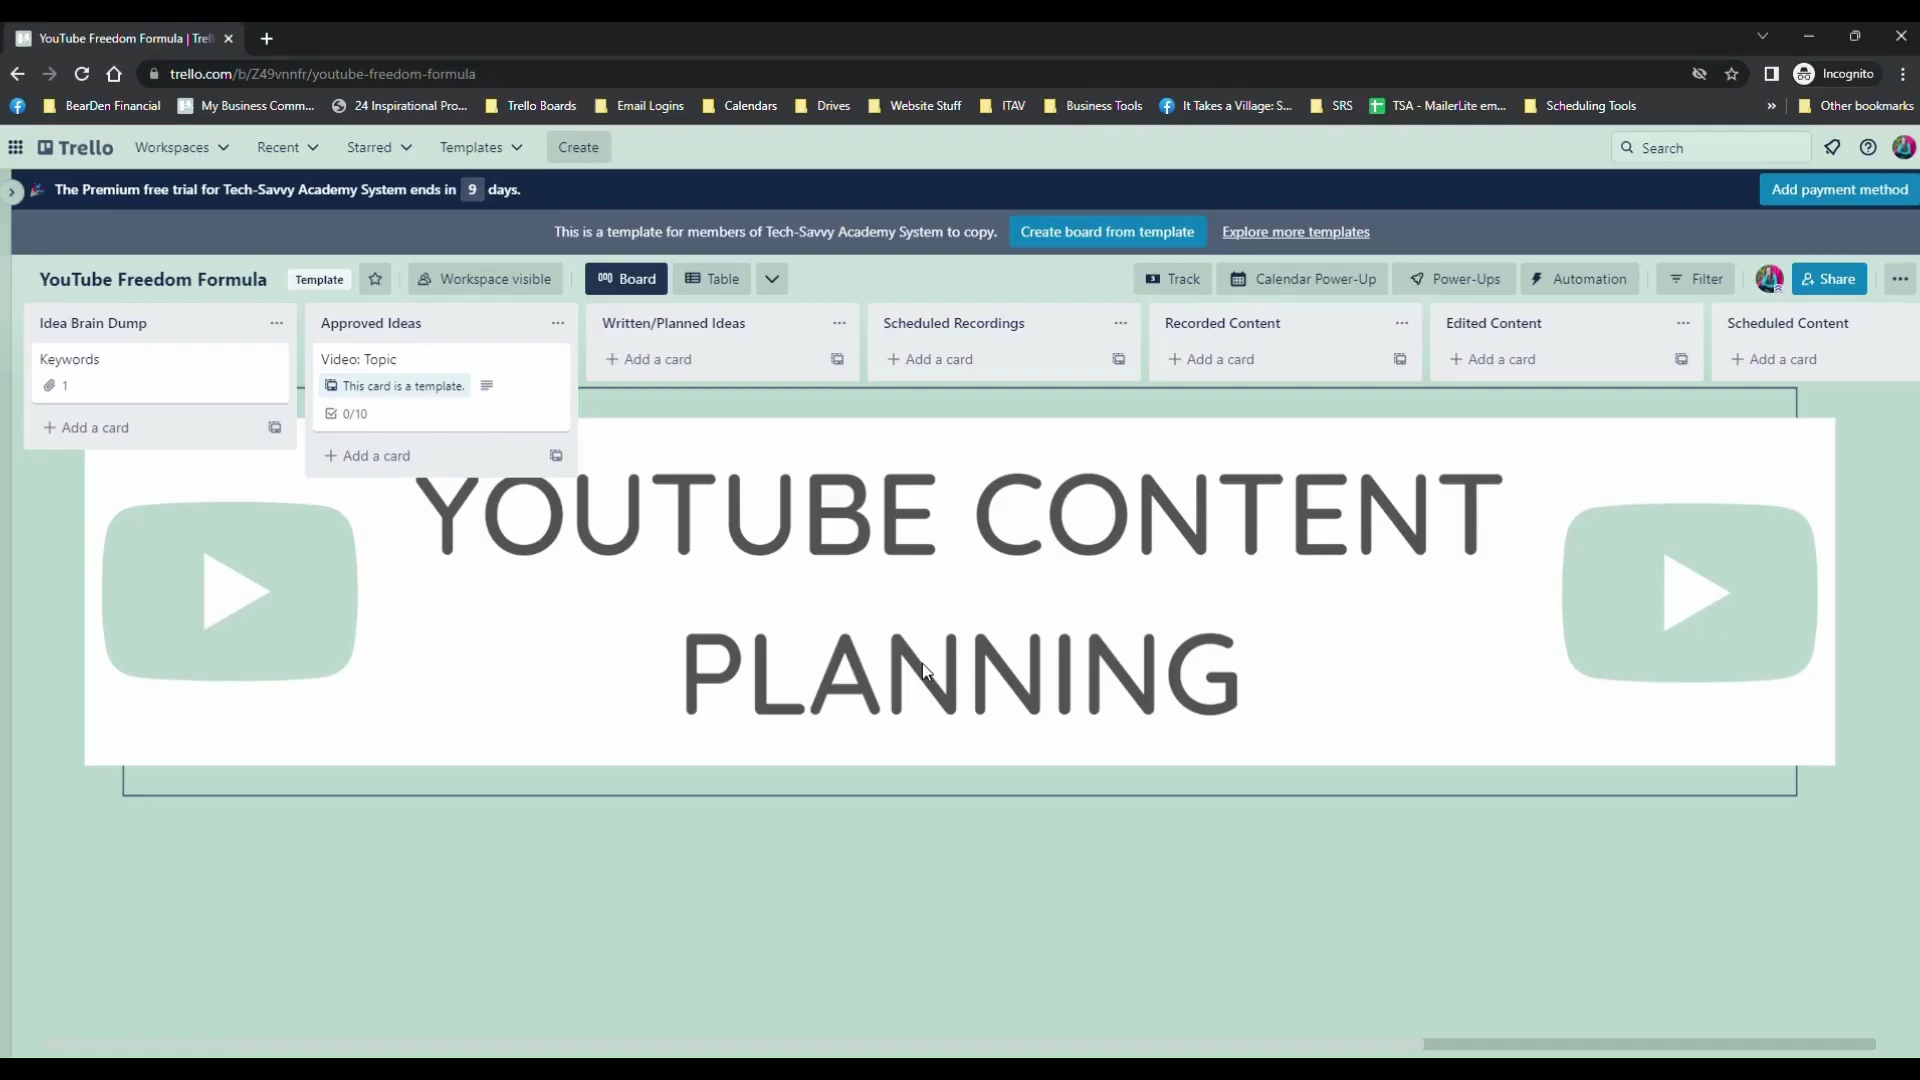 YouTube Freedom Formula | Trell
trello.com/b/Z49vnnfr/youtube-freedom-formula
Incognito
BearDen Financial
My Business Comm...
24 Inspirational Pro...
Trello Boards
Email Logins
Calendars
Drives
Website Stuff
ITAV
Business Tools
It Takes a Village: S...
SRS
TSA - MailerLite em...
Scheduling Tools
»
Other bookmarks
Trello
Workspaces
Recent
Starred
Templates
Create
Search
The Premium free trial for Tech-Savvy Academy System ends in 9 days.
Add payment method
This is a template for members of Tech-Savvy Academy System to copy.
Create board from template
Explore more templates
YouTube Freedom Formula
Template
Workspace visible
Board
Table
Track
Calendar Power-Up
Power-Ups
Automation
Filter
Share
Idea Brain Dump
Approved Ideas
Written/Planned Ideas
Scheduled Recordings
Recorded Content
Edited Content
Scheduled Content
Keywords
1
+ Add a card
Video: Topic
This card is a template.
0/10
+ Add a card
+ Add a card
+ Add a card
+ Add a card
+ Add a card
+ Add a card
YOUTUBE CONTENT
PLANNING